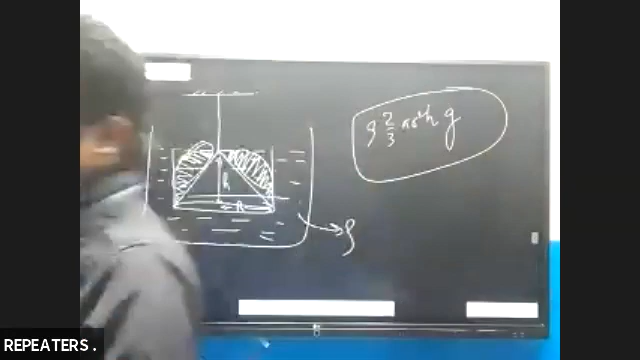 ρ 2/3 πr²h g
h
R
ρ
REPEATERS .